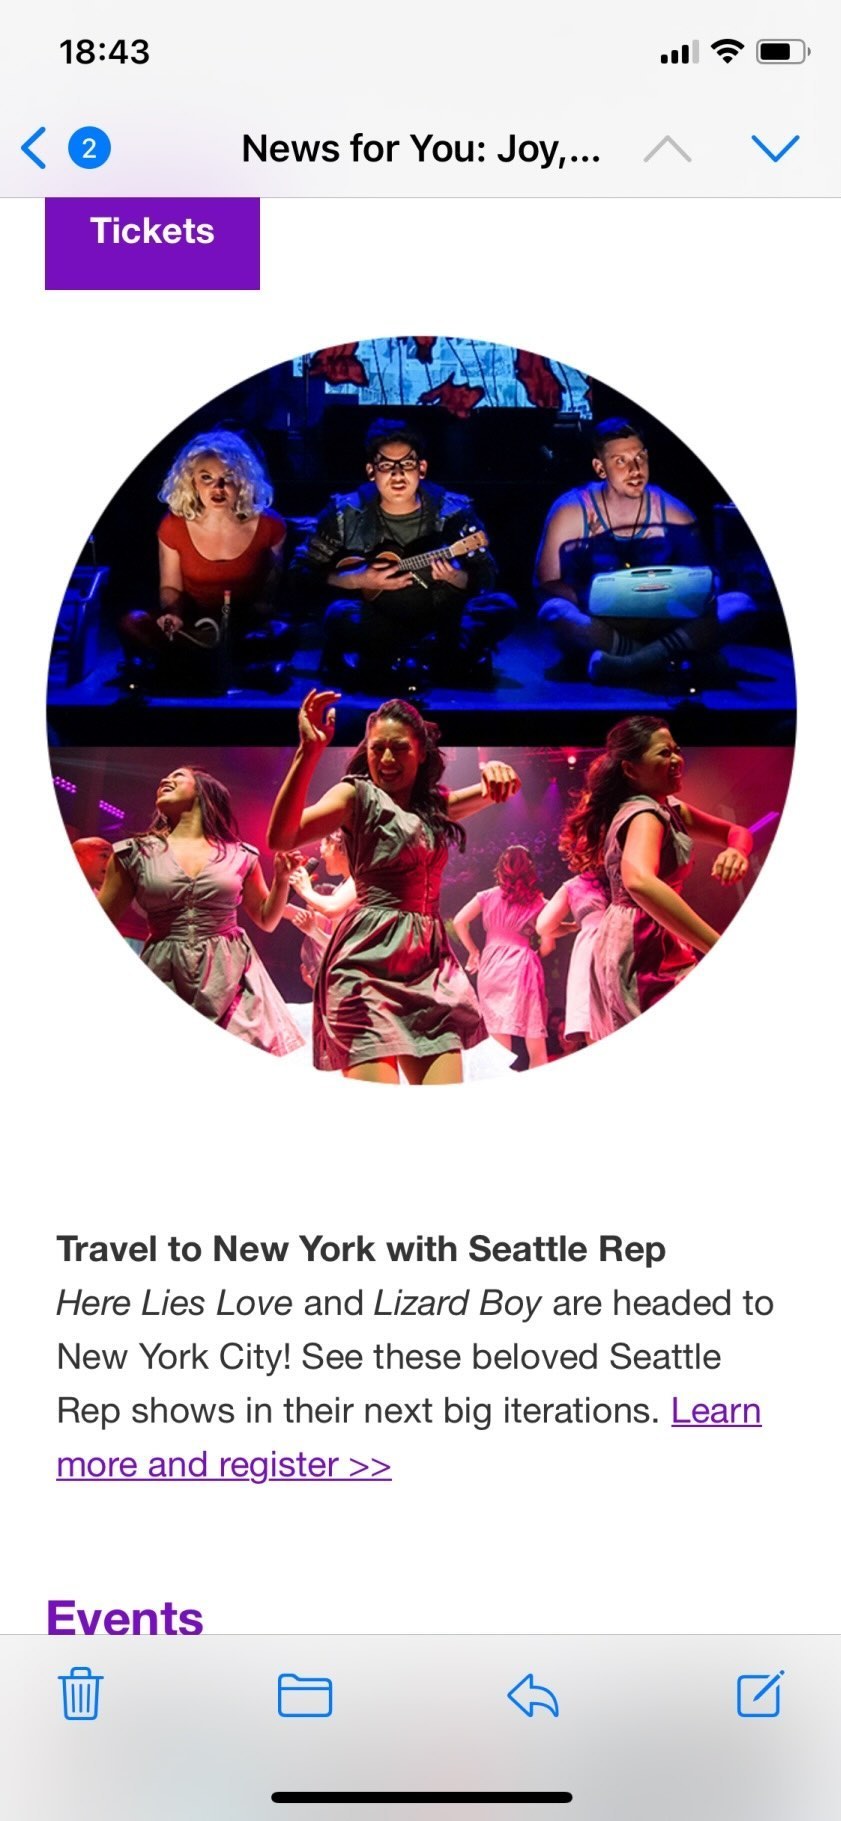 18:43
2
News for You: Joy,...
Tickets
Travel to New York with Seattle Rep
Here Lies Love and Lizard Boy are headed to
New York City! See these beloved Seattle
Rep shows in their next big iterations. Learn
more and register >>
Events